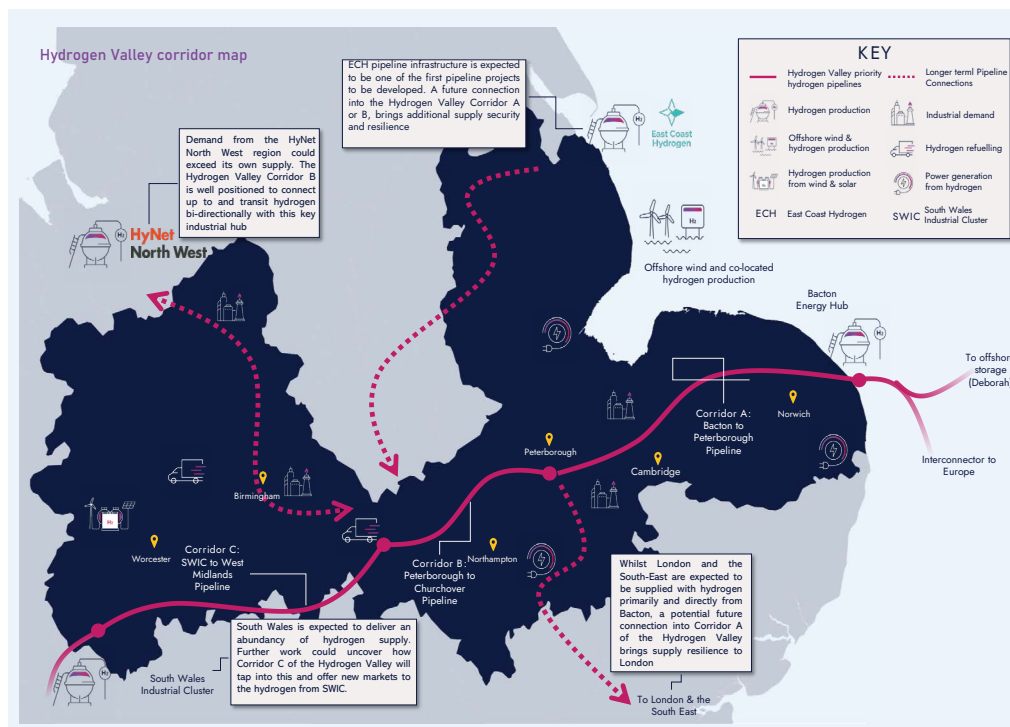 Hydrogen Valley corridor map
ECH pipeline infrastructure is expected
to be one of the first pipeline projects
to be developed. A future connection
into the Hydrogen Valley Corridor A
or B, brings additional supply security
and resilience
H₂
East Coast
Hydrogen
KEY
Hydrogen Valley priority
hydrogen pipelines
Longer terml Pipeline
Connections
Hydrogen production
Industrial demand
Offshore wind &
hydrogen production
Hydrogen refuelling
Hydrogen production
from wind & solar
Power generation
from hydrogen
ECH
East Coast Hydrogen
SWIC
South Wales
Industrial Cluster
Demand from the HyNet
North West region could
exceed its own supply. The
Hydrogen Valley Corridor B
is well positioned to connect
up to and transit hydrogen
bi-directionally with this key
industrial hub
H₂
HyNet
North West
H₂
Offshore wind and co-located
hydrogen production
Bacton
Energy Hub
H₂
To offshor
storage
(Deborah)
Interconnector to
Europe
Norwich
Corridor A:
Bacton to
Peterborough
Pipeline
Peterborough
Cambridge
Birmingham
H₂
Worcester
Corridor C:
SWIC to West
Midlands
Pipeline
Corridor B:
Peterborough to
Churchover
Pipeline
Northampton
Whilst London and the
South-East are expected to
be supplied with hydrogen
primarily and directly from
Bacton, a potential future
connection into Corridor A
of the Hydrogen Valley
brings supply resilience to
London
South Wales is expected to deliver an
abundancy of hydrogen supply.
Further work could uncover how
Corridor C of the Hydrogen Valley will
tap into this and offer new markets to
the hydrogen from SWIC.
H₂
South Wales
Industrial Cluster
To London & the
South East